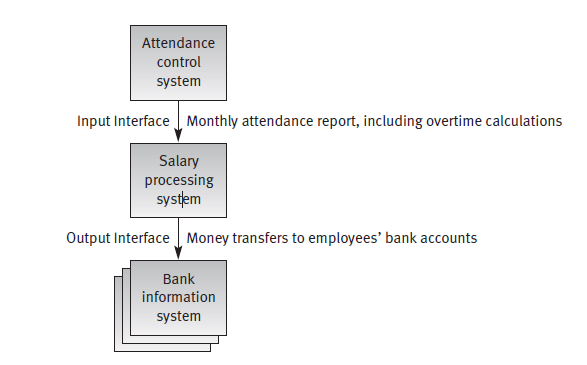 Attendance
control
system
Input Interface Monthly attendance report, including overtime calculations
Salary
processing
system
Output Interface Money transfers to employees’ bank accounts
Bank
information
system